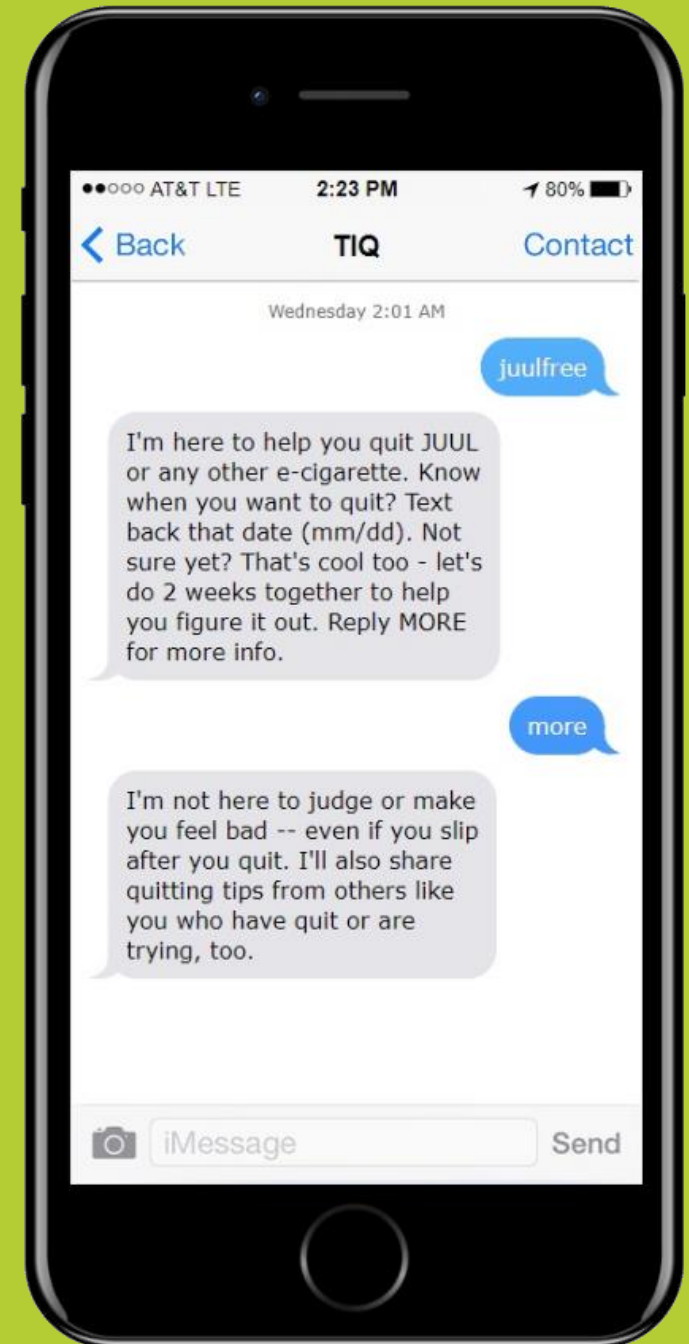 AT&T LTE 2:23 PM 80%
Back TIQ Contact
Wednesday 2:01 AM
juulfree
I'm here to help you quit JUUL
or any other e-cigarette. Know
when you want to quit? Text
back that date (mm/dd). Not
sure yet? That's cool too - let's
do 2 weeks together to help
you figure it out. Reply MORE
for more info.
more
I'm not here to judge or make
you feel bad -- even if you slip
after you quit. I'll also share
quitting tips from others like
you who have quit or are
trying, too.
iMessage Send